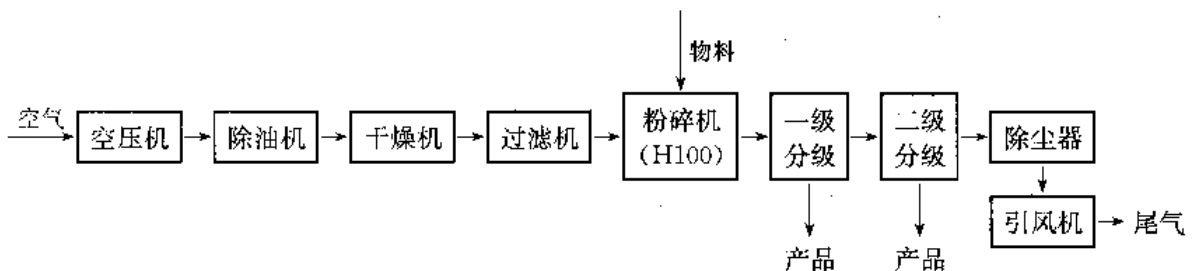 物料
空气
空压机
除油机
干燥机
过滤机
粉碎机
(H100)
一级
分级
二级
分级
除尘器
引风机
尾气
产品
产品